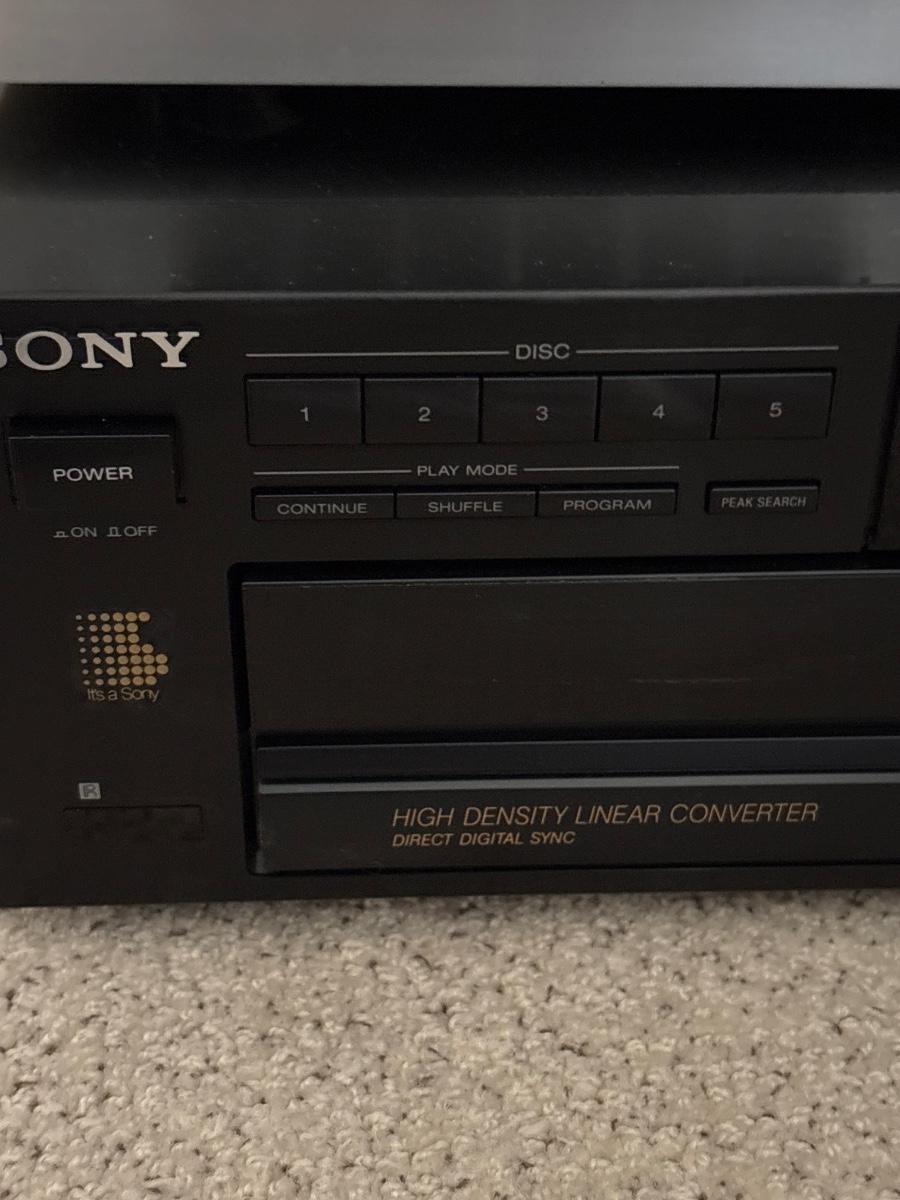 SONY
DISC
1 2 3 4 5
POWER
PLAY MODE
CONTINUE SHUFFLE PROGRAM PEAK SEARCH
ON OFF
It's a Sony
R
HIGH DENSITY LINEAR CONVERTER
DIRECT DIGITAL SYNC